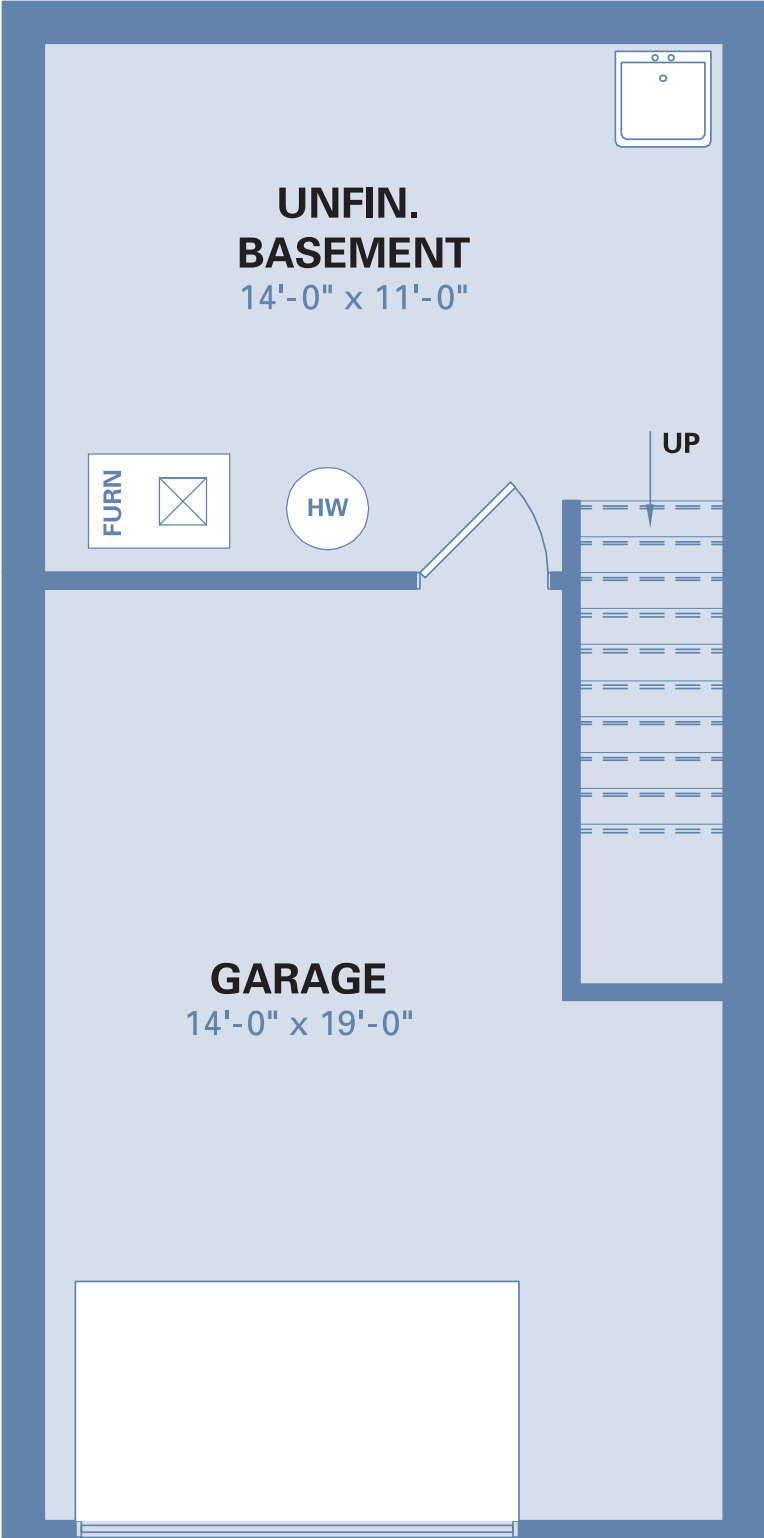 UNFIN.
BASEMENT
14'-0" x 11'-0"
UP
FURN
HW
GARAGE
14'-0" x 19'-0"